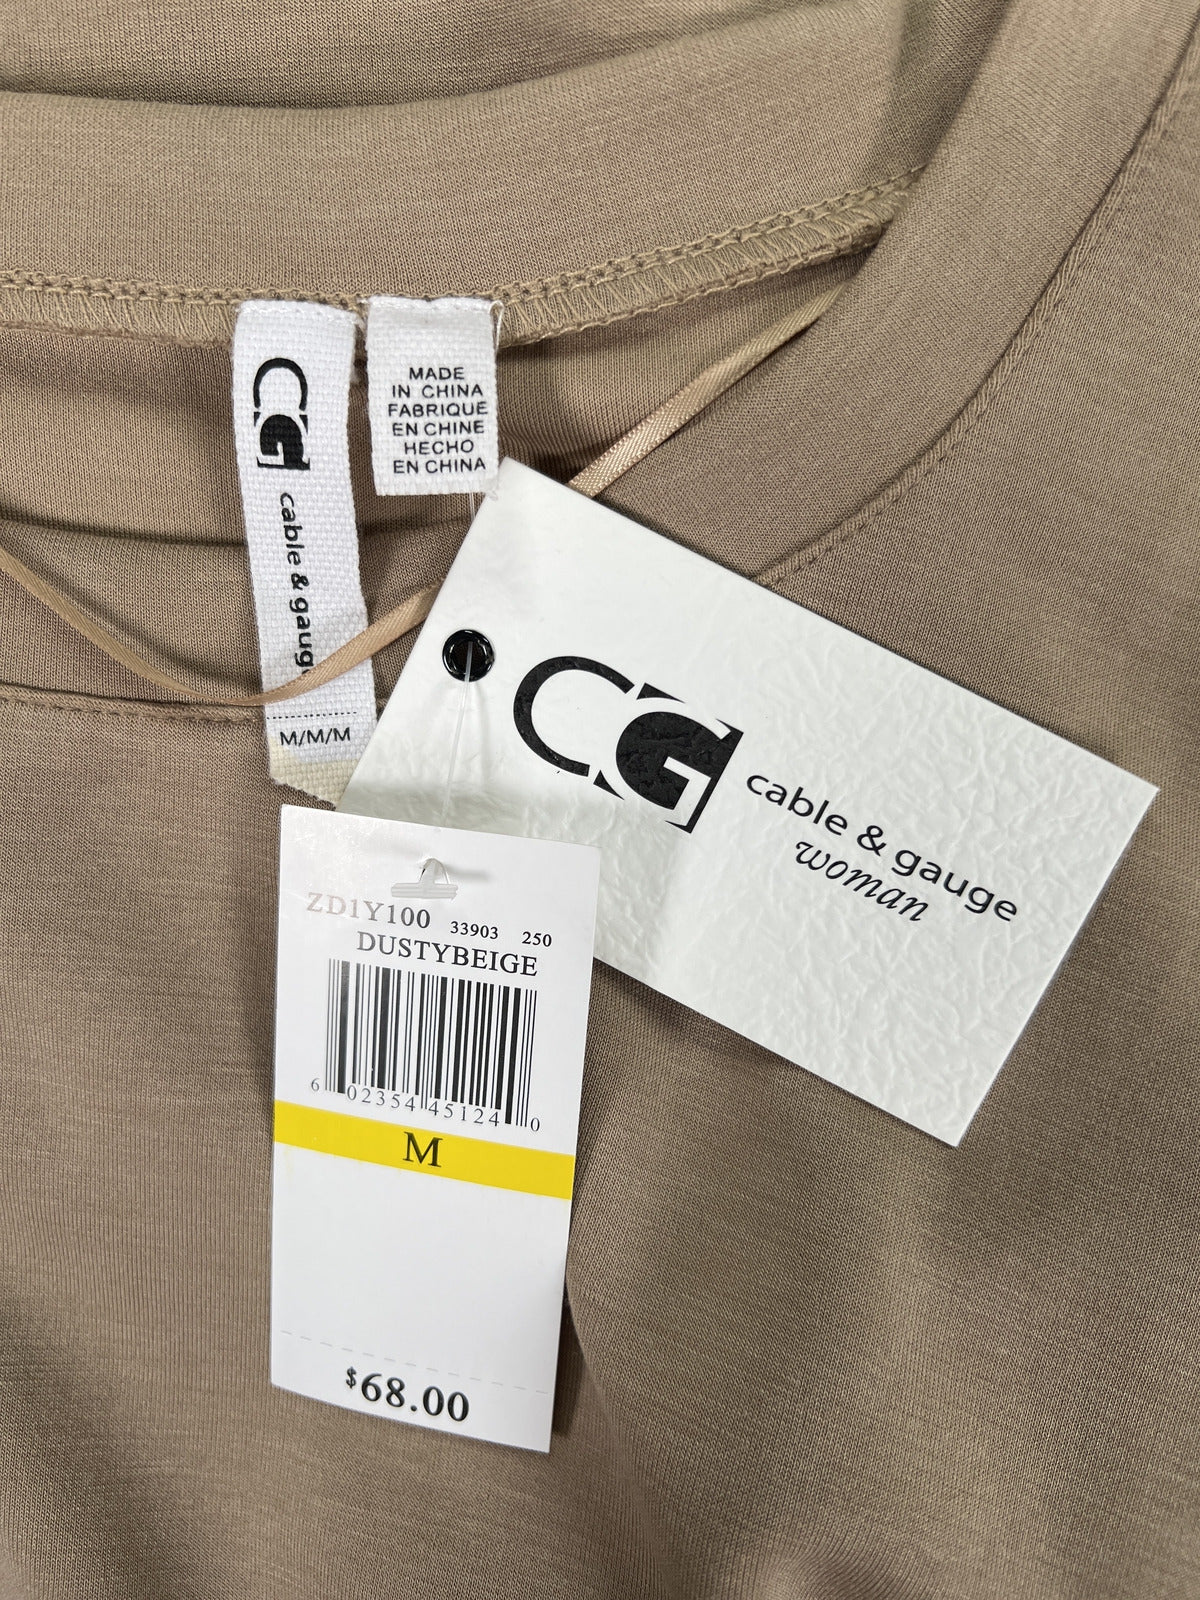 CG
cable & gauge
M/M/M
MADE
IN CHINA
FABRIQUE
EN CHINE
HECHO
EN CHINA
CG
cable & gauge
woman
ZD1Y100 33903 250
DUSTYBEIGE
6 02354 45124 0
M
$68.00